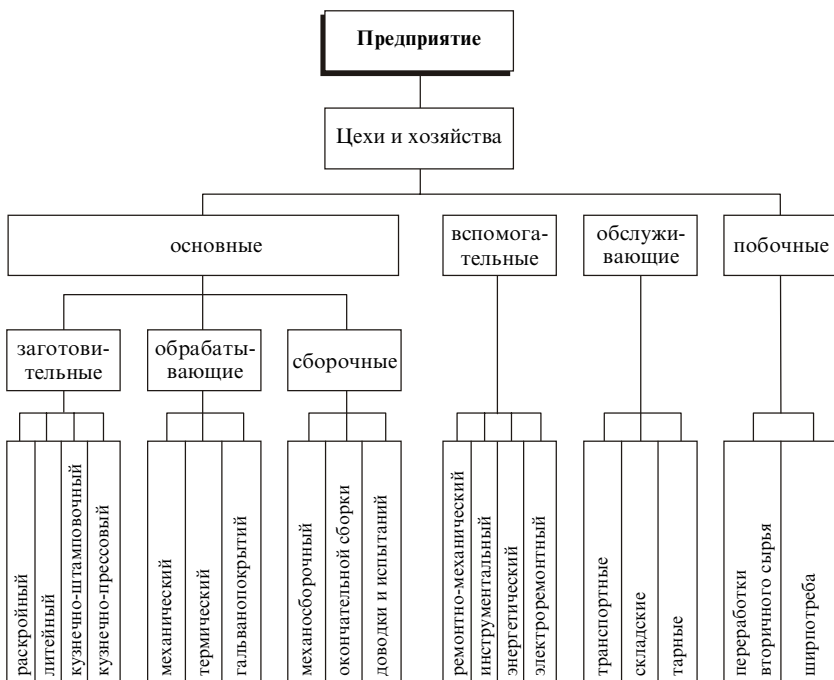 Предприятие
Цехи и хозяйства
основные
вспомога-
тельные
обслужи-
вающие
побочные
заготови-
тельные
обрабаты-
вающие
сборочные
раскройный
литейный
кузнечно-штамповочный
кузнечно-прессовый
механический
термический
гальванопокрытий
механосборочный
окончательной сборки
доводки и испытаний
ремонтно-механический
инструментальный
энергетический
электроремонтный
транспортные
складские
тарные
переработки
вторичного сырья
ширпотреба